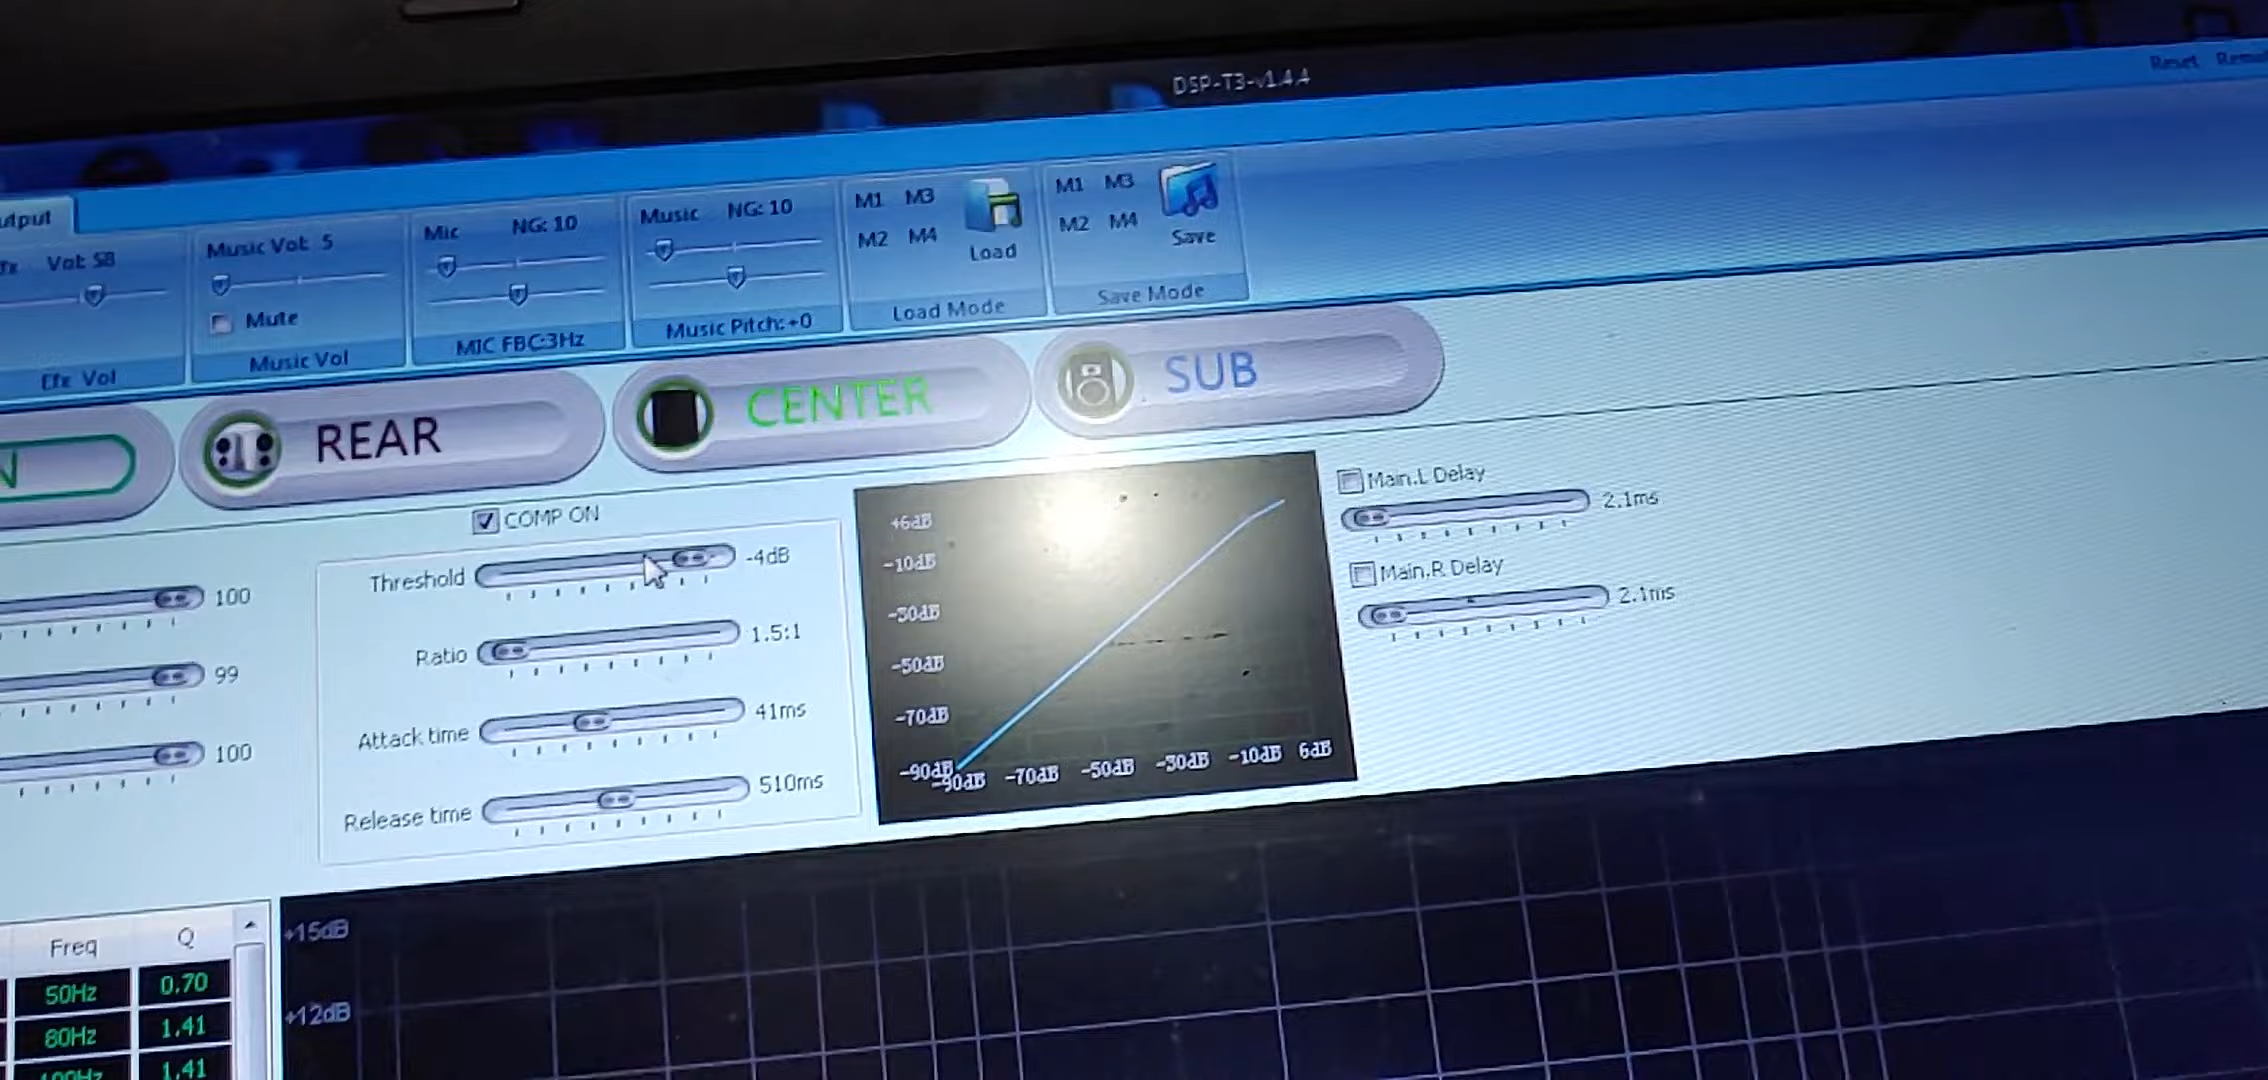 DSP-T3-v1.4.4
Reset
utput
Vol: 58
Efx Vol
Music Vol: 5
Mute
Music Vol
Mic NG: 10
MIC FBC:3Hz
Music NG: 10
Music Pitch:+0
M1 M3
M2 M4
Load
Load Mode
M1 M3
M2 M4
Save
Save Mode
N
REAR
CENTER
SUB
100
99
100
COMP ON
Threshold -4dB
Ratio 1.5:1
Attack time 41ms
Release time 510ms
+6dB
-10dB
-30dB
-50dB
-70dB
-90dB
-90dB -70dB -50dB -30dB -10dB 6dB
Main.L Delay
2.1ms
Main.R Delay
2.1ms
Freq Q
50Hz 0.70
80Hz 1.41
1.41
+15dB
+12dB